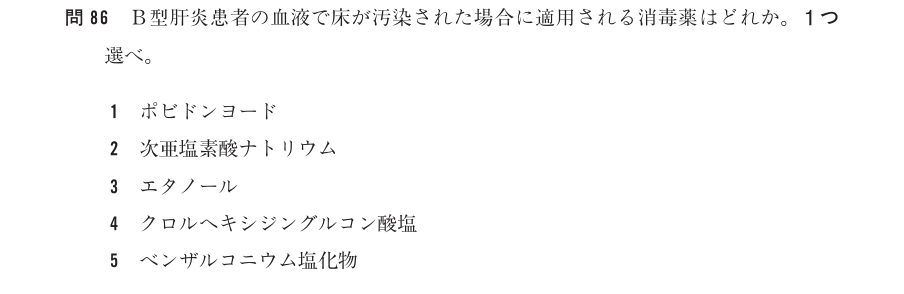 問 86 B型肝炎患者の血液で床が汚染された場合に適用される消毒薬はどれか。1つ
選べ。
1 ポビドンヨード
2 次亜塩素酸ナトリウム
3 エタノール
4 クロルヘキシジングルコン酸塩
5 ベンザルコニウム塩化物